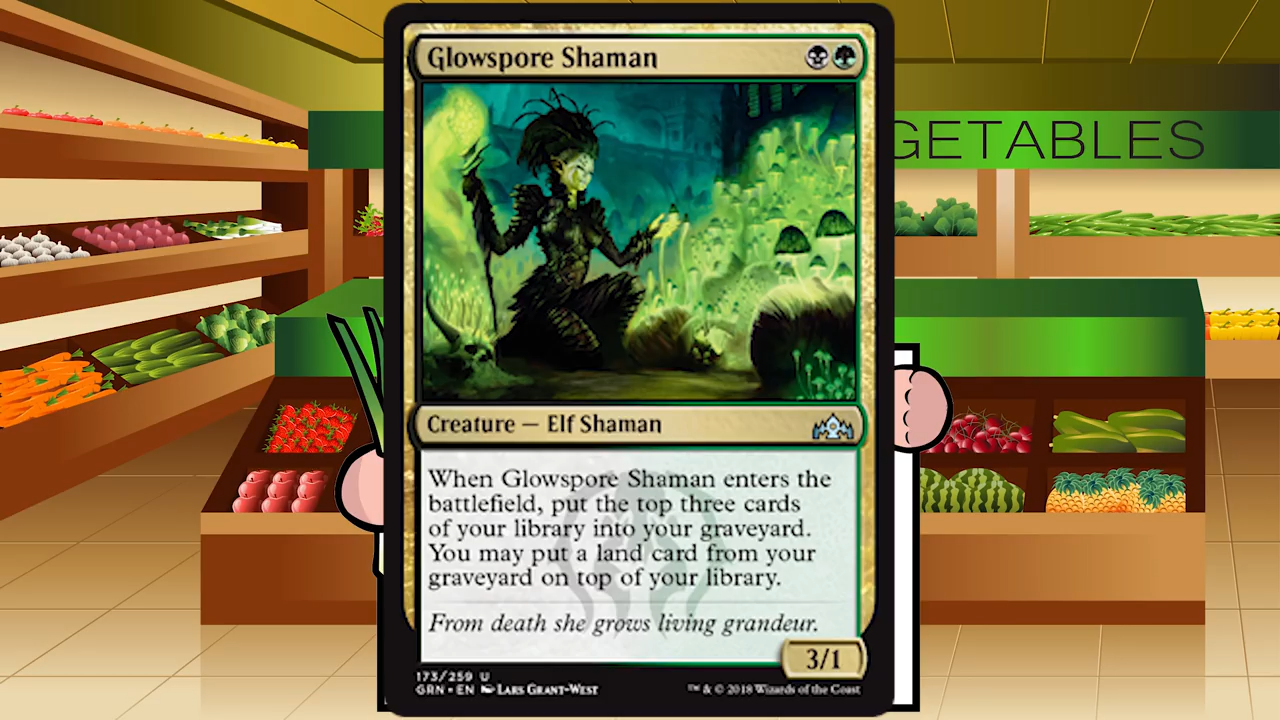 Glowspore Shaman
GETABLES
Creature — Elf Shaman
When Glowspore Shaman enters the
battlefield, put the top three cards
of your library into your graveyard.
You may put a land card from your
graveyard on top of your library.
From death she grows living grandeur.
3/1
173/259 U
GRN • EN Lars Grant-West
™ & © 2018 Wizards of the Coast